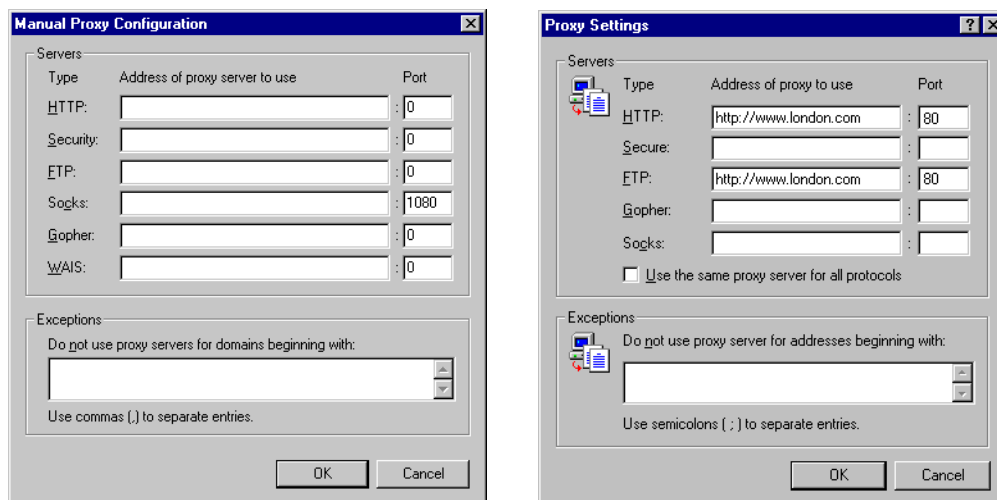 Manual Proxy Configuration
Servers
Type Address of proxy server to use Port
HTTP: : 0
Security: : 0
FTP: : 0
Socks: : 1080
Gopher: : 0
WAIS: : 0
Exceptions
Do not use proxy servers for domains beginning with:
Use commas (,) to separate entries.
OK Cancel
Proxy Settings
Servers
Type Address of proxy to use Port
HTTP: http://www.london.com : 80
Secure: :
FTP: http://www.london.com : 80
Gopher: :
Socks: :
Use the same proxy server for all protocols
Exceptions
Do not use proxy server for addresses beginning with:
Use semicolons ( ; ) to separate entries.
OK Cancel